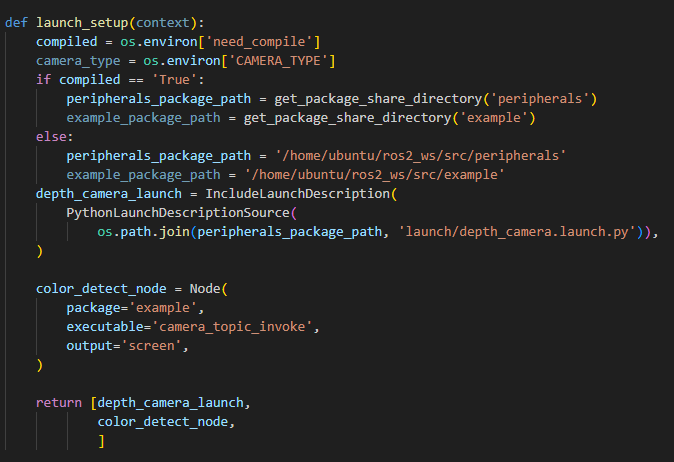 def launch_setup(context):
    compiled = os.environ['need_compile']
    camera_type = os.environ['CAMERA_TYPE']
    if compiled == 'True':
        peripherals_package_path = get_package_share_directory('peripherals')
        example_package_path = get_package_share_directory('example')
    else:
        peripherals_package_path = '/home/ubuntu/ros2_ws/src/peripherals'
        example_package_path = '/home/ubuntu/ros2_ws/src/example'
    depth_camera_launch = IncludeLaunchDescription(
        PythonLaunchDescriptionSource(
            os.path.join(peripherals_package_path, 'launch/depth_camera.launch.py')),
    )

    color_detect_node = Node(
        package='example',
        executable='camera_topic_invoke',
        output='screen',
    )

    return [depth_camera_launch,
            color_detect_node,
            ]